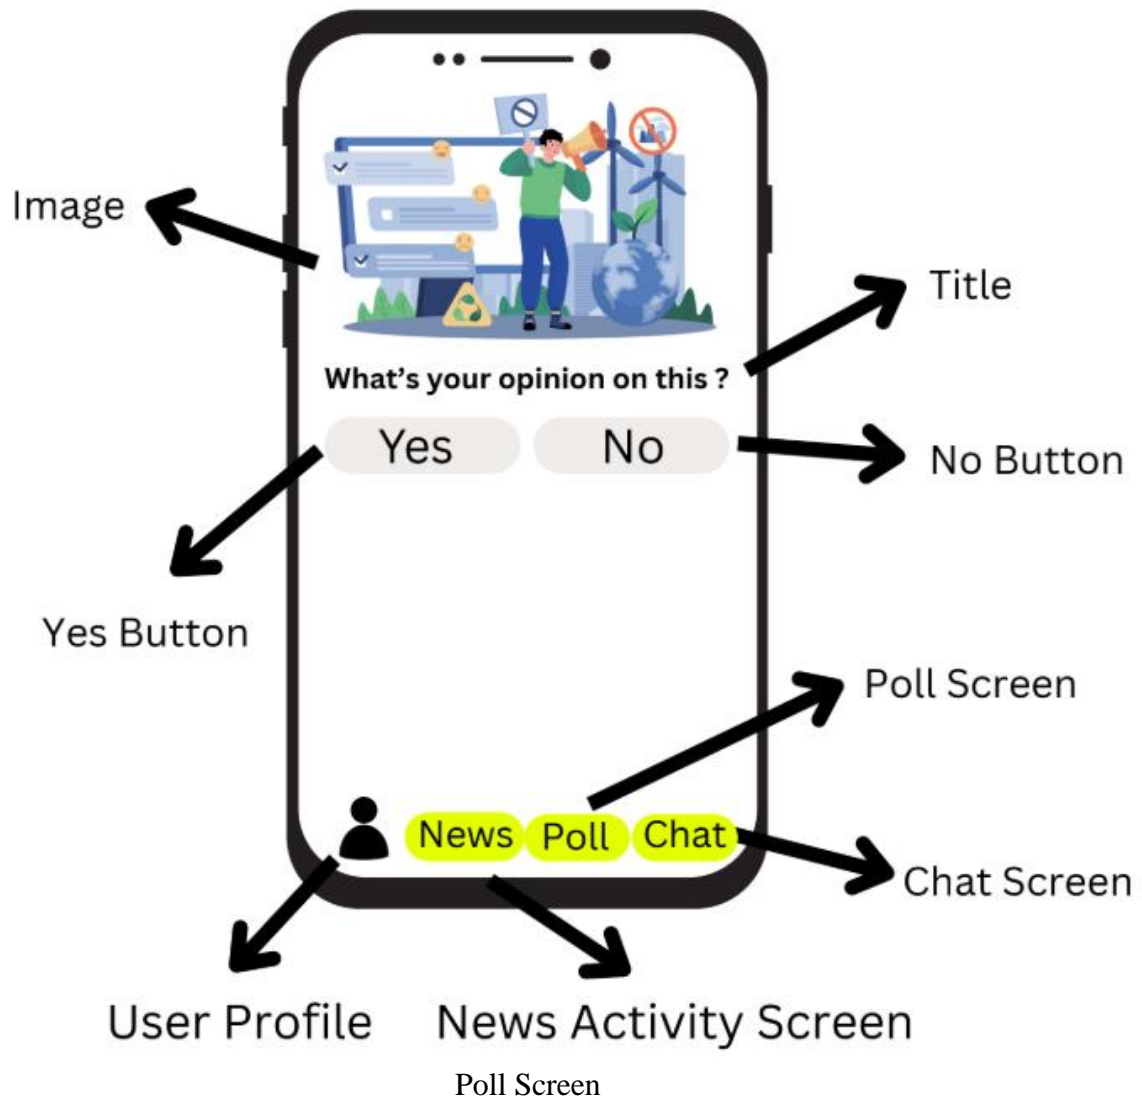 Image
Title
What's your opinion on this ?
Yes No
No Button
Yes Button
Poll Screen
News Poll Chat
Chat Screen
User Profile News Activity Screen
Poll Screen